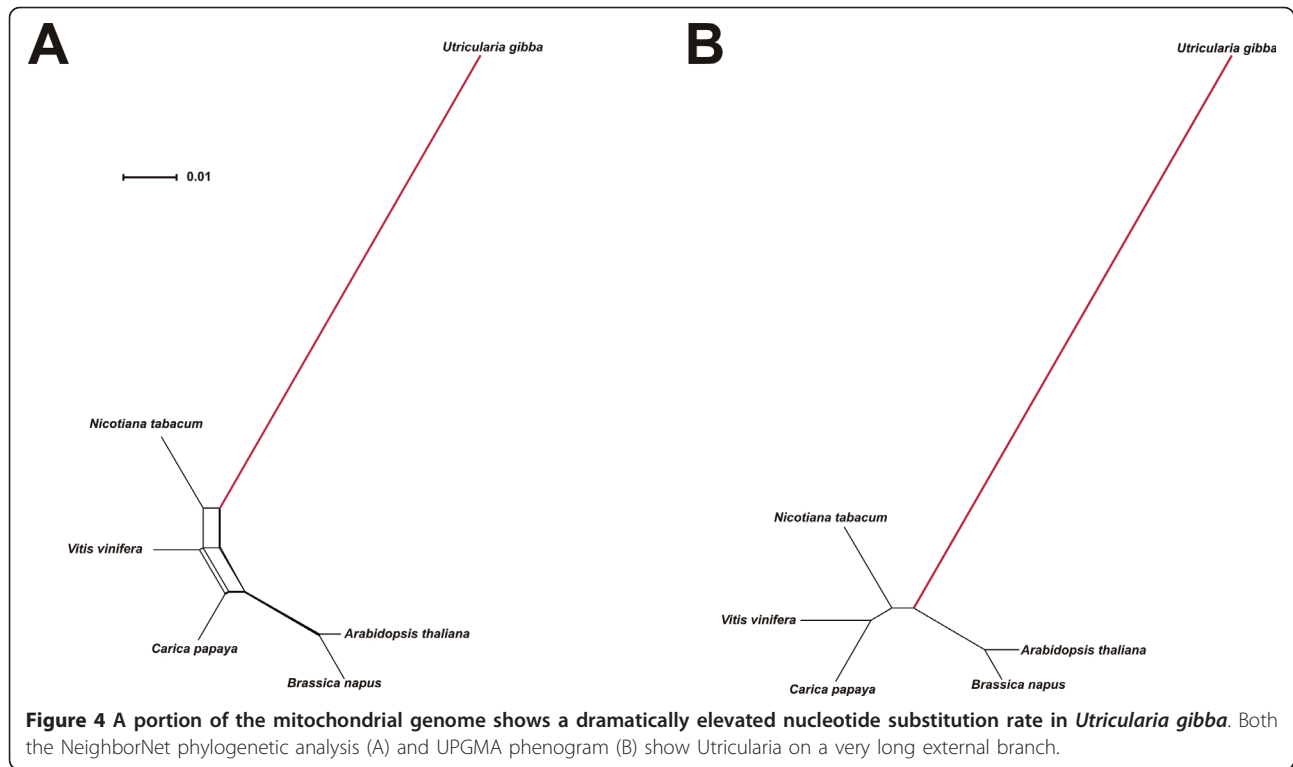 A
Utricularia gibba
0.01
Nicotiana tabacum
Vitis vinifera
Carica papaya
Arabidopsis thaliana
Brassica napus
B
Utricularia gibba
Nicotiana tabacum
Vitis vinifera
Carica papaya
Arabidopsis thaliana
Brassica napus
Figure 4 A portion of the mitochondrial genome shows a dramatically elevated nucleotide substitution rate in Utricularia gibba. Both
the NeighborNet phylogenetic analysis (A) and UPGMA phenogram (B) show Utricularia on a very long external branch.